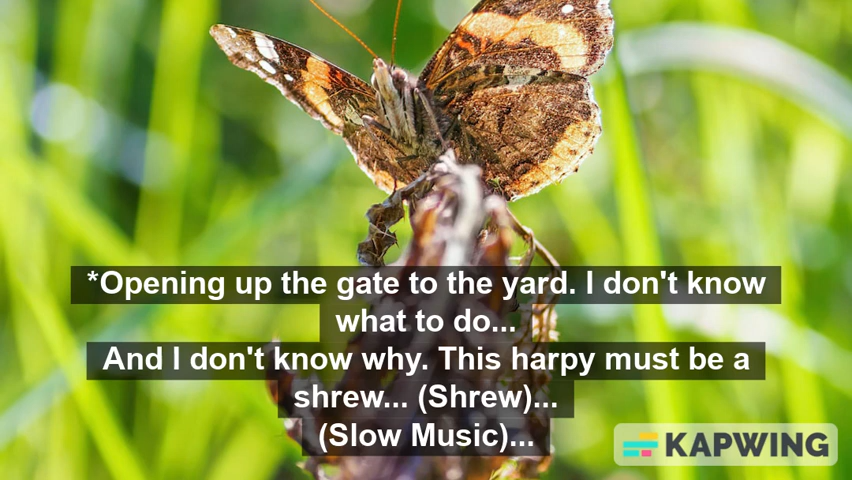 *Opening up the gate to the yard. I don't know
what to do...
And I don't know why. This harpy must be a
shrew... (Shrew)...
(Slow Music)...
KAPWING